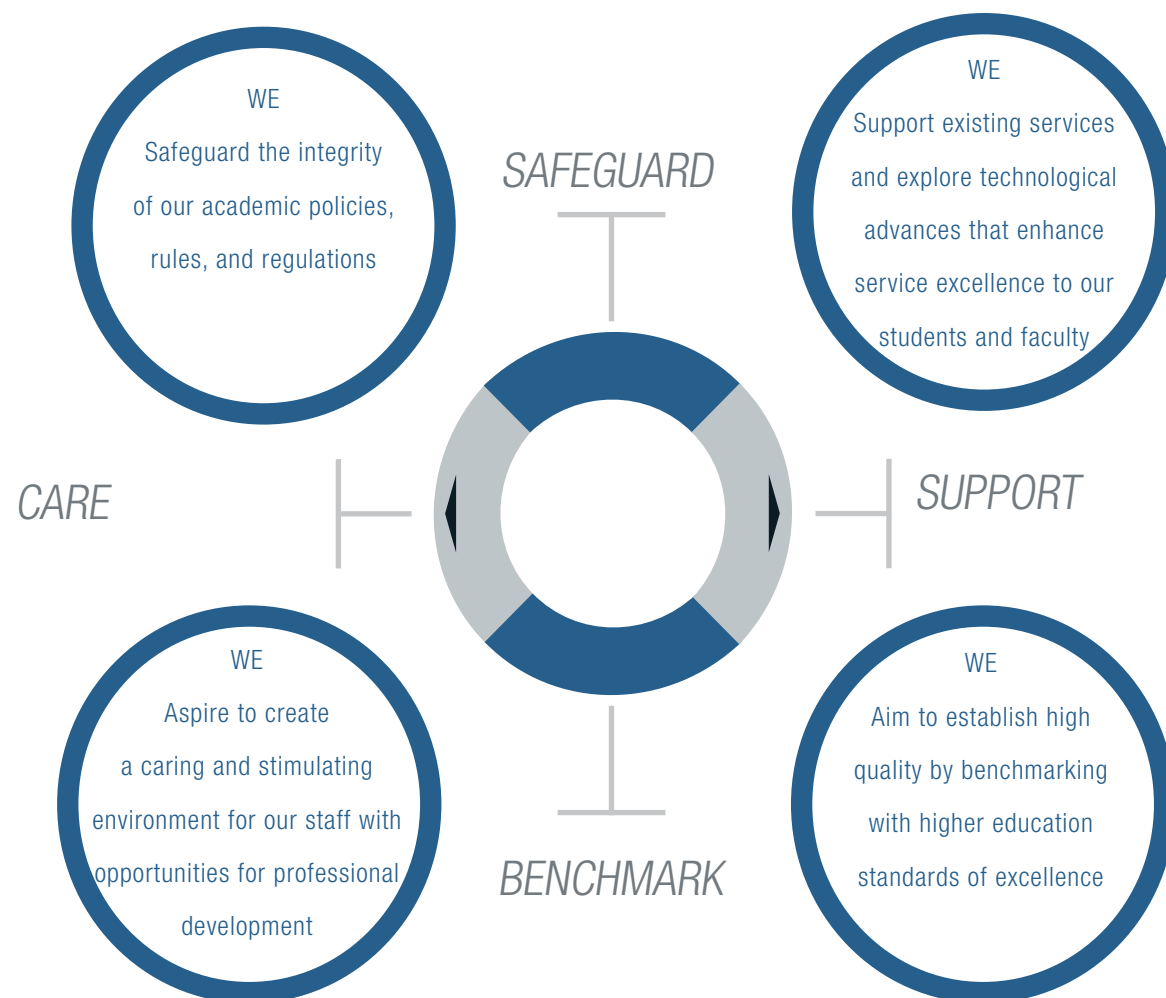 WE
Safeguard the integrity
of our academic policies,
rules, and regulations
SAFEGUARD
WE
Support existing services
and explore technological
advances that enhance
service excellence to our
students and faculty
CARE
SUPPORT
WE
Aspire to create
a caring and stimulating
environment for our staff with
opportunities for professional
development
BENCHMARK
WE
Aim to establish high
quality by benchmarking
with higher education
standards of excellence